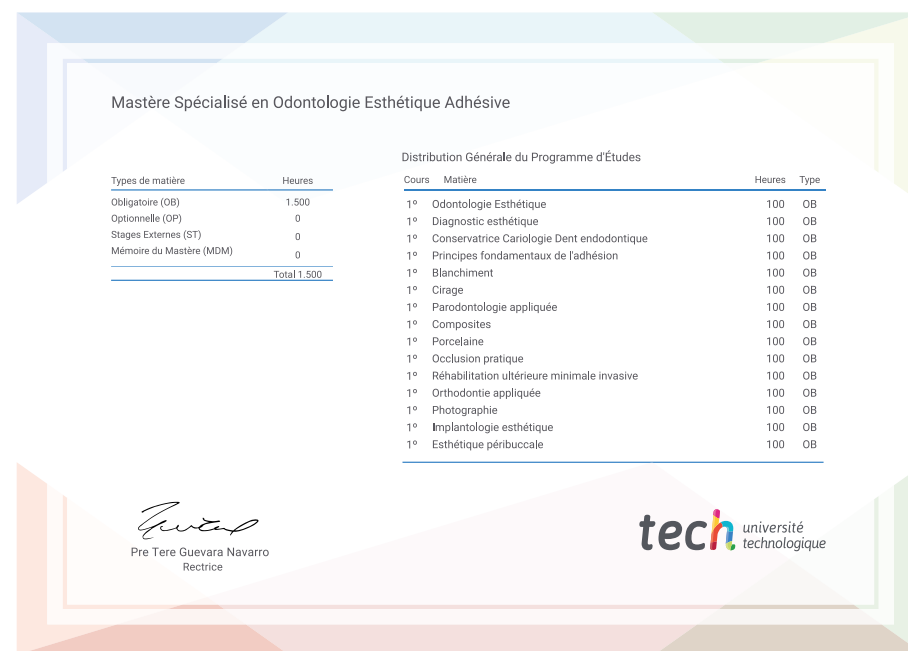 Mastère Spécialisé en Odontologie Esthétique Adhésive
Types de matière Heures
Obligatoire (OB) 1.500
Optionnelle (OP) 0
Stages Externes (ST) 0
Mémoire du Mastère (MDM) 0
Total 1.500
Distribution Générale du Programme d'Études
Cours Matière Heures Type
1º Odontologie Esthétique 100 OB
1º Diagnostic esthétique 100 OB
1º Conservatrice Cariologie Dent endodontique 100 OB
1º Principes fondamentaux de l'adhésion 100 OB
1º Blanchiment 100 OB
1º Cirage 100 OB
1º Parodontologie appliquée 100 OB
1º Composites 100 OB
1º Porcelaine 100 OB
1º Occlusion pratique 100 OB
1º Réhabilitation ultérieure minimale invasive 100 OB
1º Orthodontie appliquée 100 OB
1º Photographie 100 OB
1º Implantologie esthétique 100 OB
1º Esthétique péribuccale 100 OB
Pre Tere Guevara Navarro
Rectrice
tech université
technologique